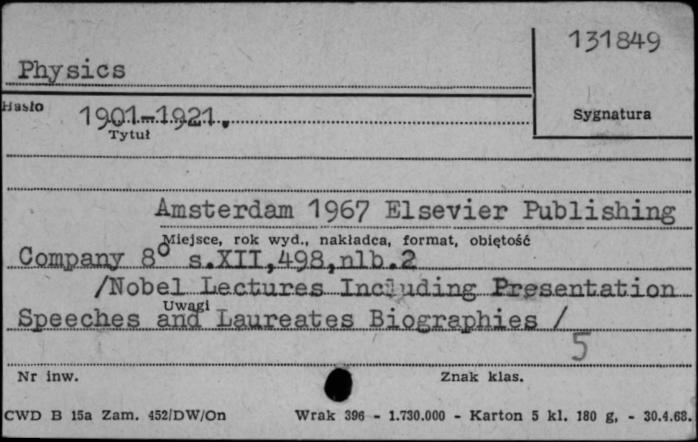 131849
Physics
Hasło
Sygnatura
1901-1921.
Tytuł
Amsterdam 1967 Elsevier Publishing
Miejsce, rok wyd., nakładca, format, objętość
Company 8° s.XII,498,nlb.2
/Nobel Lectures Including Presentation
Uwagi
Speeches and Laureates Biographies /
5
Nr inw.
Znak klas.
CWD B 15a Zam. 452/DW/On Wrak 396 - 1.730.000 - Karton 5 kl. 180 g. - 30.4.68.